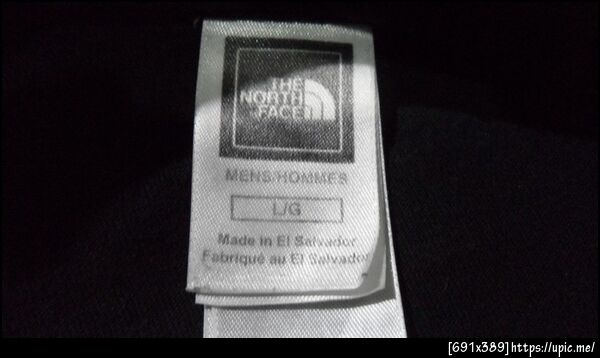 THE
NORTH
FACE
MENS/HOMMES
L/G
Made in El Salvador
Fabriqué au El Salvador
[691x389]https://upic.me/